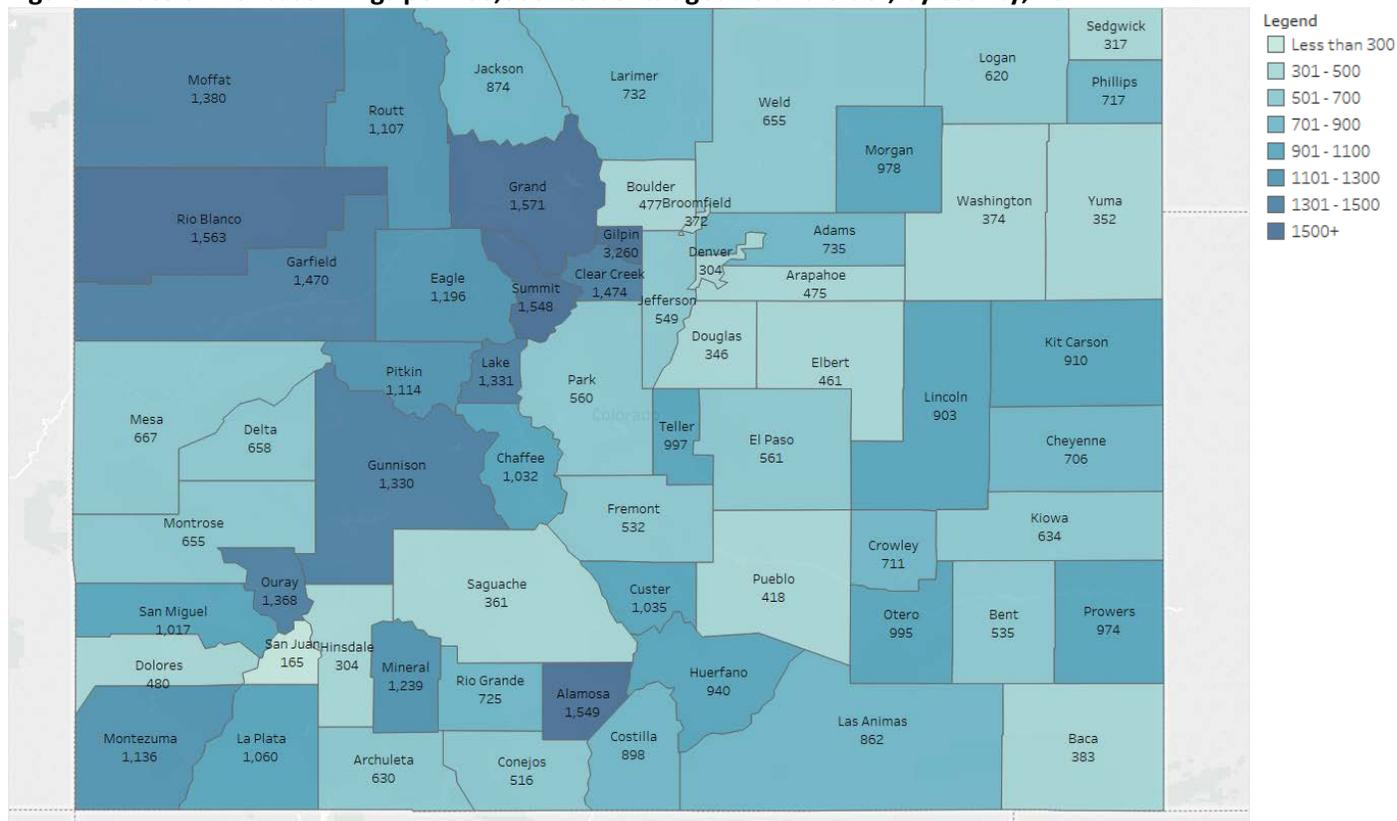 Legend
Less than 300
301 - 500
501 - 700
701 - 900
901 - 1100
1101 - 1300
1301 - 1500
1500+
Moffat
1,380
Routt
1,107
Jackson
874
Larimer
732
Weld
655
Logan
620
Sedgwick
317
Phillips
717
Morgan
978
Washington
374
Yuma
352
Rio Blanco
1,563
Grand
1,571
Boulder
477
Broomfield
372
Adams
735
Garfield
1,470
Eagle
1,196
Summit
1,548
Gilpin
3,260
Clear Creek
1,474
Jefferson
549
Denver
304
Arapahoe
475
Douglas
346
Elbert
461
Kit Carson
910
Lincoln
903
Mesa
667
Delta
658
Pitkin
1,114
Lake
1,331
Park
560
Colorado
Teller
997
El Paso
561
Cheyenne
706
Gunnison
1,330
Chaffee
1,032
Fremont
532
Kiowa
634
Montrose
655
Ouray
1,368
Saguache
361
Custer
1,035
Pueblo
418
Crowley
711
Otero
995
Bent
535
Prowers
974
San Miguel
1,017
San Juan
165
Hinsdale
304
Dolores
480
Mineral
1,239
Rio Grande
725
Alamosa
1,549
Huerfano
940
Las Animas
862
Baca
383
Montezuma
1,136
La Plata
1,060
Archuleta
630
Conejos
516
Costilla
898